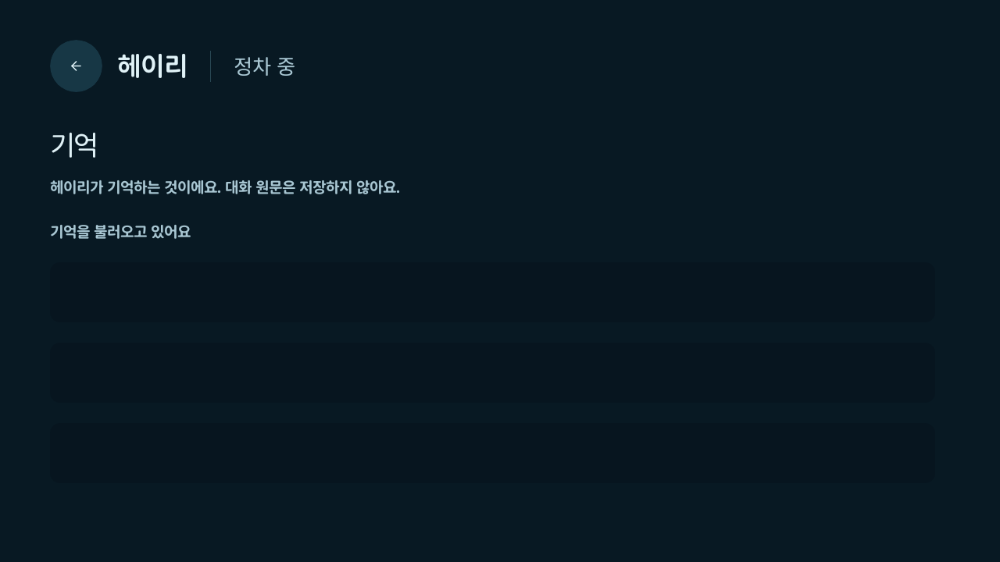 헤이리
정차 중
기억
헤이리가 기억하는 것이에요. 대화 원문은 저장하지 않아요.
기억을 불러오고 있어요